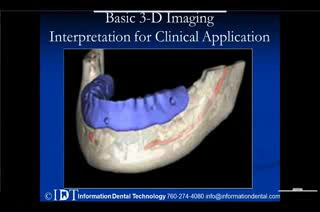 Basic 3-D Imaging
Interpretation for Clinical Application
© IDT Information Dental Technology 760-274-4080 info@informationdental.com